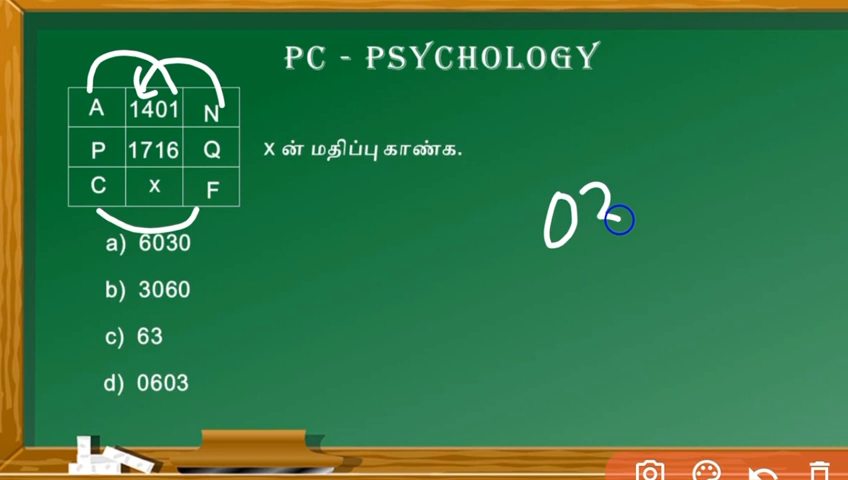 PC - PSYCHOLOGY
A 1401 N
P 1716 Q
C x F
x ன் மதிப்பு காண்க.
03
a) 6030
b) 3060
c) 63
d) 0603